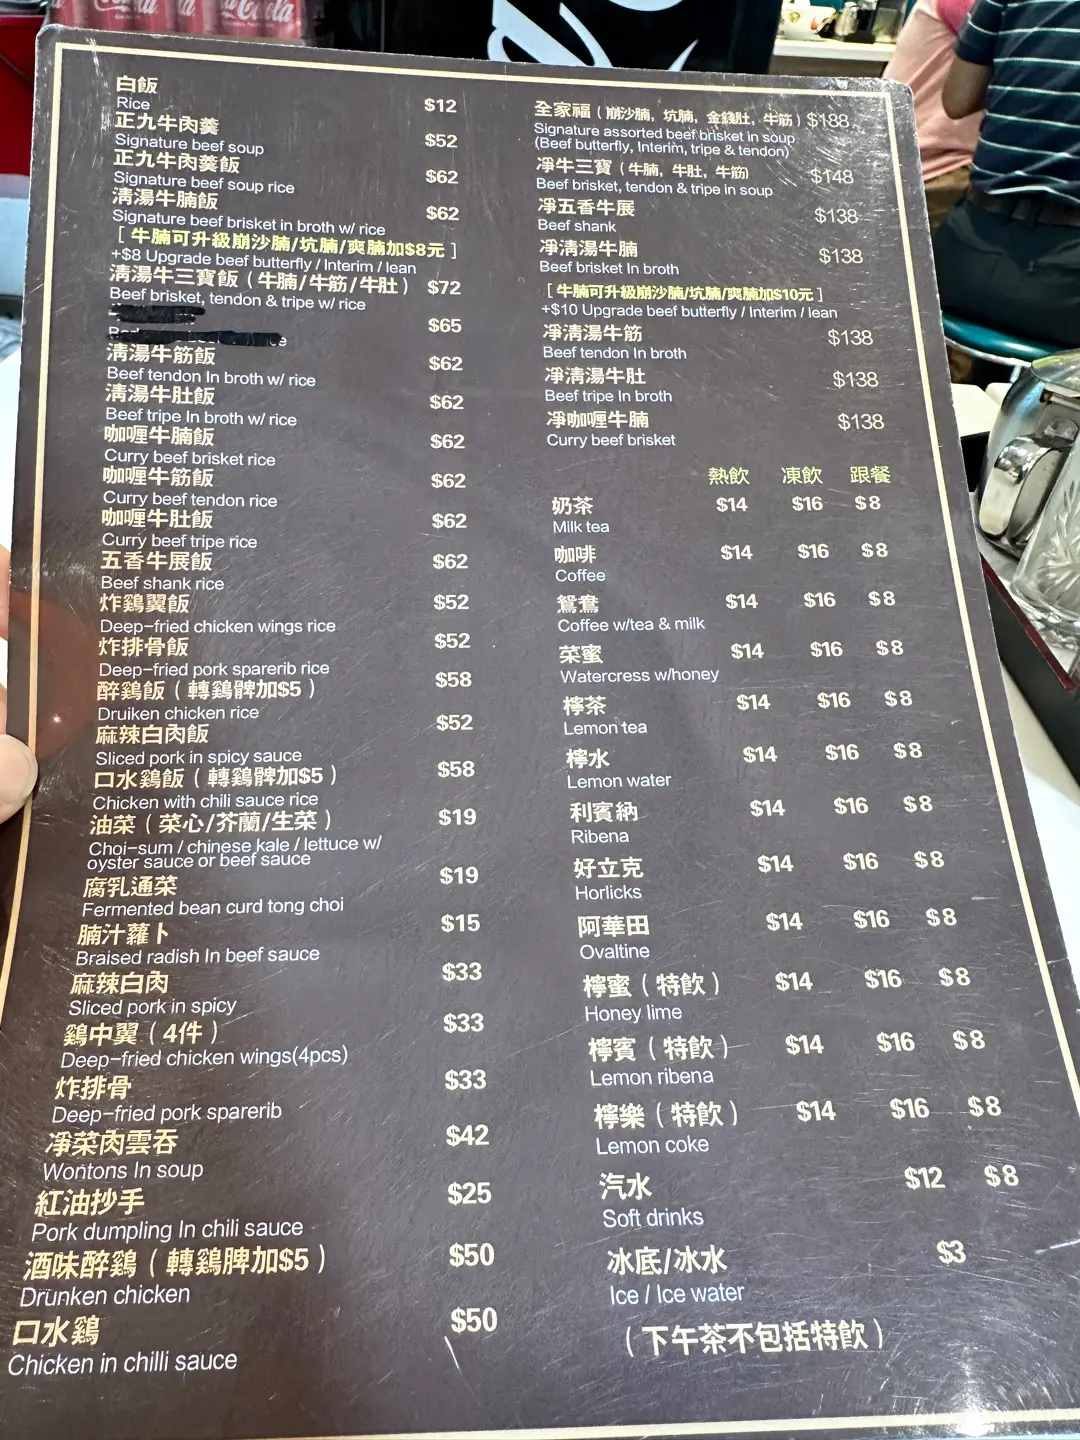 Coca-Cola
白飯
Rice $12
正九牛肉羹
Signature beef soup $52
正九牛肉羹飯
Signature beef soup rice $62
清湯牛腩飯
Signature beef brisket in broth w/ rice $62
[ 牛腩可升級崩沙腩/坑腩/爽腩加$8元 ]
+$8 Upgrade beef butterfly / Interim / lean
清湯牛三寶飯 ( 牛腩/牛筋/牛肚 ) $72
Beef brisket, tendon & tripe w/ rice
$65
清湯牛筋飯
Beef tendon In broth w/ rice $62
清湯牛肚飯
Beef tripe In broth w/ rice $62
咖喱牛腩飯
Curry beef brisket rice $62
咖喱牛筋飯
Curry beef tendon rice $62
咖喱牛肚飯
Curry beef tripe rice $62
五香牛展飯
Beef shank rice $62
炸鷄翼飯
Deep-fried chicken wings rice $52
炸排骨飯
Deep-fried pork sparerib rice $52
醉鷄飯 ( 轉鷄髀加$5 )
Druiken chicken rice $58
麻辣白肉飯
Sliced pork in spicy sauce $52
口水鷄飯 ( 轉鷄髀加$5 )
Chicken with chili sauce rice $58
油菜 ( 菜心/芥蘭/生菜 ) $19
Choi-sum / chinese kale / lettuce w/
oyster sauce or beef sauce
腐乳通菜 $19
Fermented bean curd tong choi
腩汁蘿卜 $15
Braised radish In beef sauce
麻辣白肉 $33
Sliced pork in spicy
鷄中翼 ( 4件 ) $33
Deep-fried chicken wings(4pcs)
炸排骨 $33
Deep-fried pork sparerib
凈菜肉雲吞 $42
Wontons In soup
紅油抄手 $25
Pork dumpling In chili sauce
酒味醉鷄 ( 轉鷄脾加$5 ) $50
Drunken chicken
口水鷄 $50
Chicken in chilli sauce
全家福 ( 崩沙腩, 坑腩, 金錢肚, 牛筋 ) $188
Signature assorted beef brisket in soup
(Beef butterfly, Interim, tripe & tendon)
凈牛三寶 ( 牛腩, 牛肚, 牛筋) $148
Beef brisket, tendon & tripe in soup
凈五香牛展 $138
Beef shank
凈清湯牛腩 $138
Beef brisket In broth
[ 牛腩可升級崩沙腩/坑腩/爽腩加$10元 ]
+$10 Upgrade beef butterfly / Interim / lean
凈清湯牛筋 $138
Beef tendon In broth
凈清湯牛肚 $138
Beef tripe In broth
凈咖喱牛腩 $138
Curry beef brisket
熱飲 凍飲 跟餐
奶茶 $14 $16 $8
Milk tea
咖啡 $14 $16 $8
Coffee
鴛鴦 $14 $16 $8
Coffee w/tea & milk
菜蜜 $14 $16 $8
Watercress w/honey
檸茶 $14 $16 $8
Lemon tea
檸水 $14 $16 $8
Lemon water
利賓納 $14 $16 $8
Ribena
好立克 $14 $16 $8
Horlicks
阿華田 $14 $16 $8
Ovaltine
檸蜜 ( 特飲 ) $14 $16 $8
Honey lime
檸賓 ( 特飲 ) $14 $16 $8
Lemon ribena
檸樂 ( 特飲 ) $14 $16 $8
Lemon coke
汽水 $12 $8
Soft drinks
冰底/冰水 $3
Ice / Ice water
( 下午茶不包括特飲 )